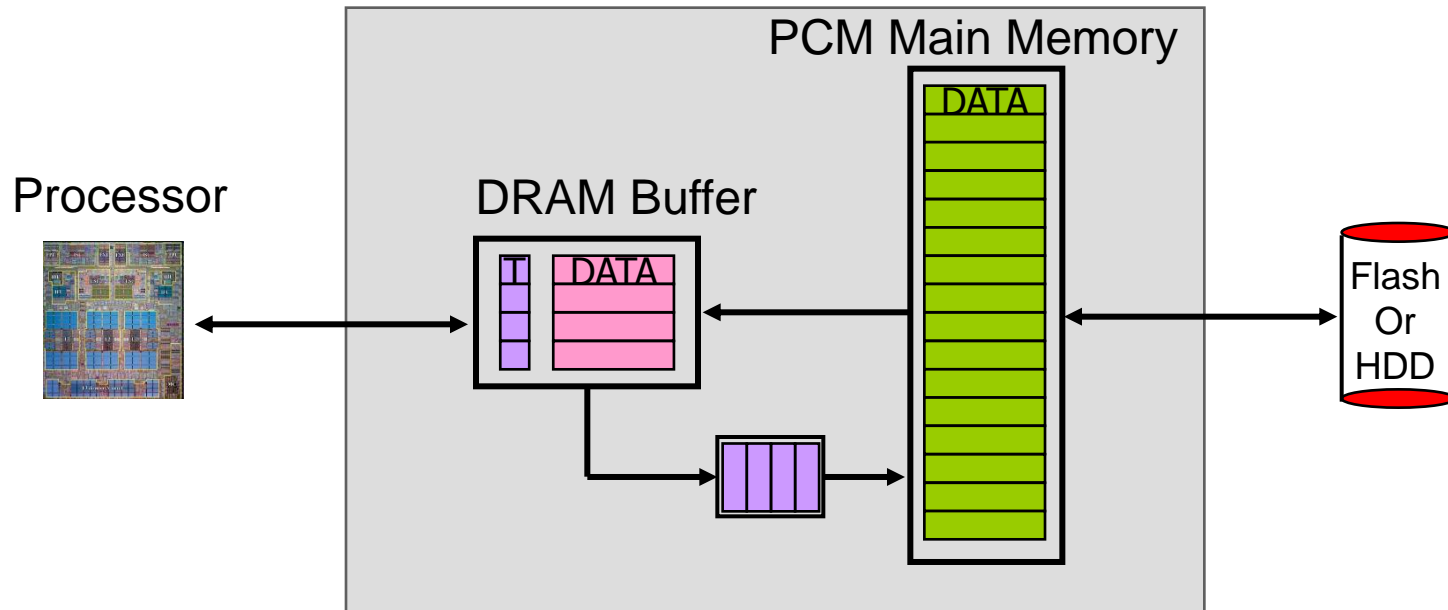 PCM Main Memory
DATA
Processor
DRAM Buffer
T
DATA
Flash
Or
HDD